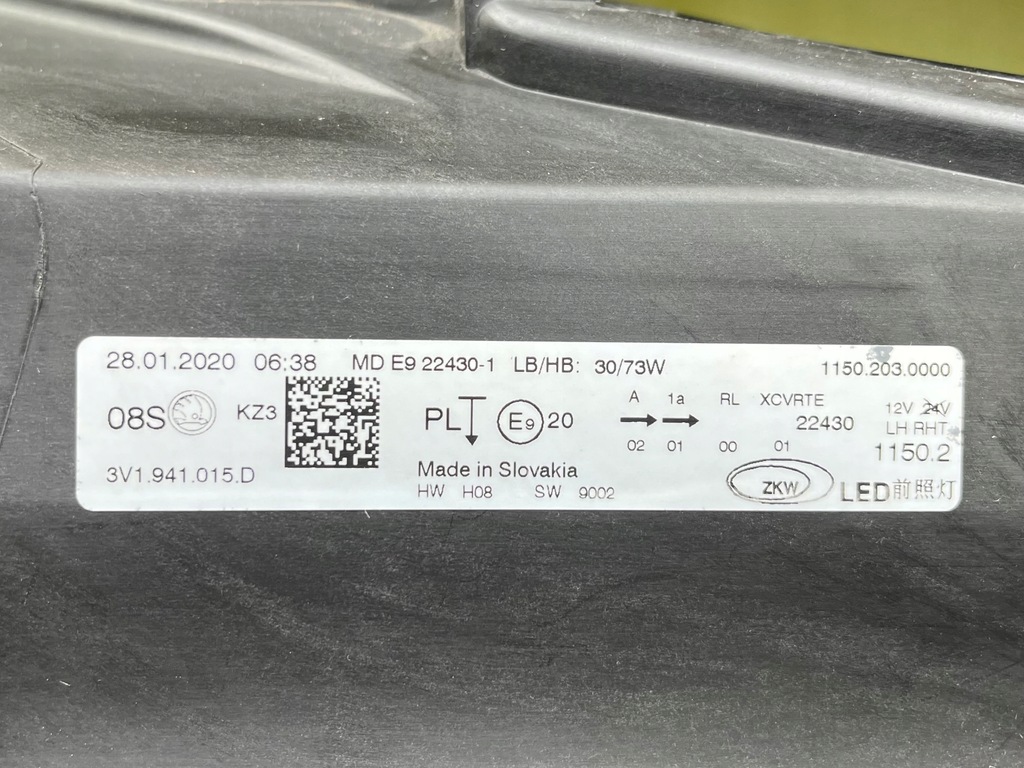 28.01.2020 06:38 MD E9 22430-1 LB/HB: 30/73W 1150.203.0000
08S KZ3 PL E9 20 A 1a RL XCVRTE 12V 24V
22430 LH RHT
02 01 00 01 1150.2
3V1.941.015.D Made in Slovakia
HW H08 SW 9002 ZKW LED前照灯